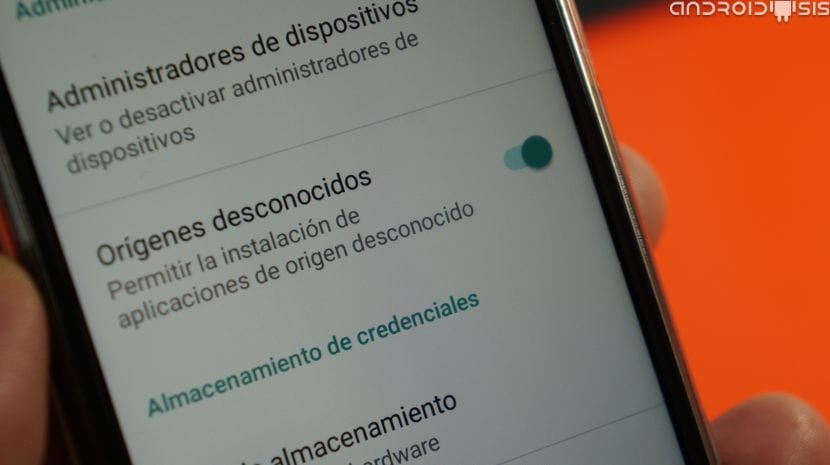 ANDROIDSIS
Administradores de dispositivos
Ver o desactivar administradores de
dispositivos
Orígenes desconocidos
Permitir la instalación de
aplicaciones de origen desconocido
Almacenamiento de credenciales
almacenamiento